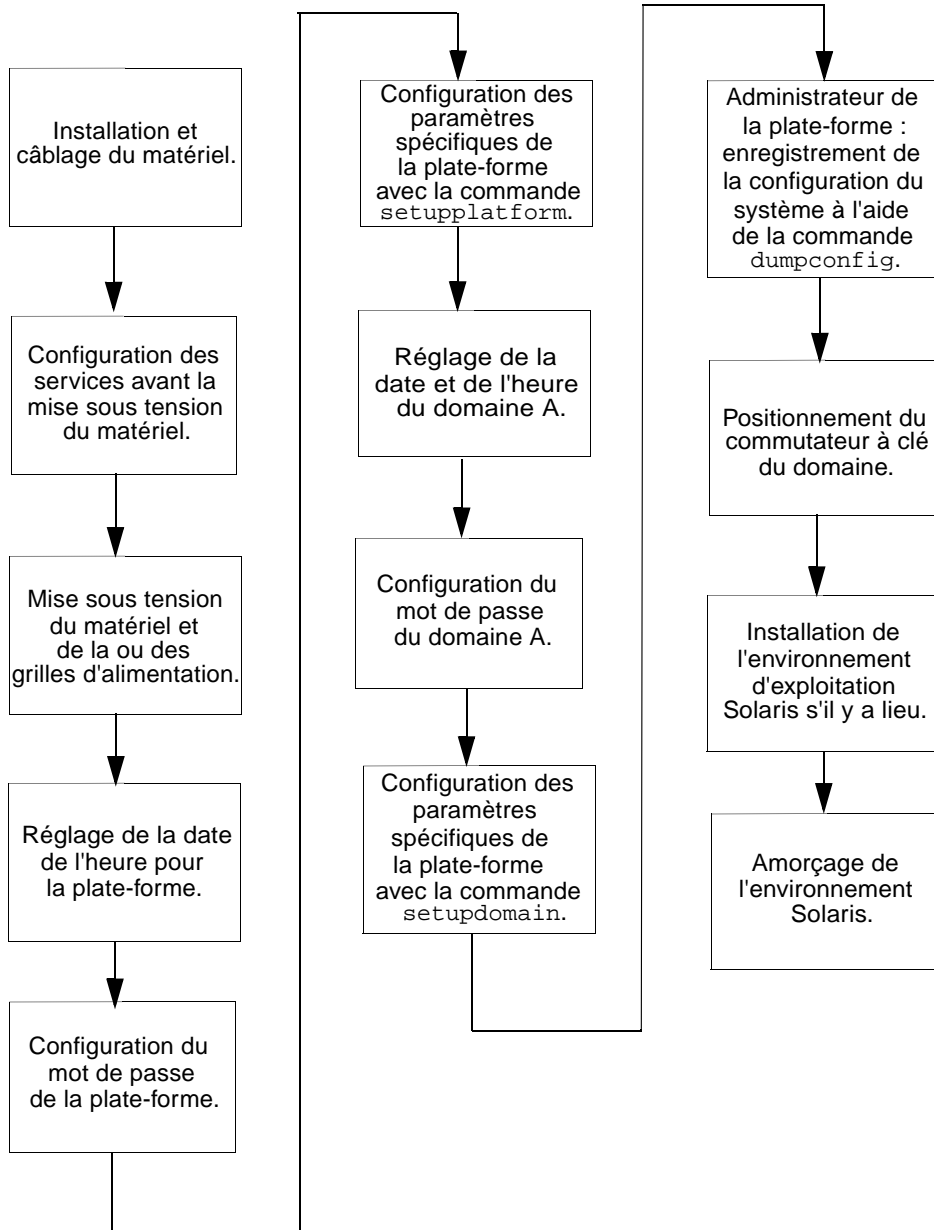 Installation et
câblage du matériel.
Configuration des
services avant la
mise sous tension
du matériel.
Mise sous tension
du matériel et
de la ou des
grilles d'alimentation.
Réglage de la date
de l'heure pour
la plate-forme.
Configuration du
mot de passe
de la plate-forme.
Configuration des
paramètres
spécifiques de
la plate-forme
avec la commande
setupplatform.
Réglage de la
date et de l'heure
du domaine A.
Configuration du
mot de passe
du domaine A.
Configuration des
paramètres
spécifiques de
la plate-forme
avec la commande
setupdomain.
Administrateur de
la plate-forme :
enregistrement de
la configuration du
système à l'aide
de la commande
dumpconfig.
Positionnement du
commutateur à clé
du domaine.
Installation de
l'environnement
d'exploitation
Solaris s'il y a lieu.
Amorçage de
l'environnement
Solaris.